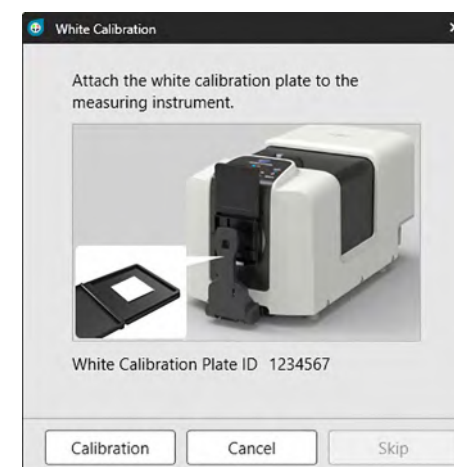 White Calibration
Attach the white calibration plate to the
measuring instrument.
White Calibration Plate ID 1234567
Calibration
Cancel
Skip